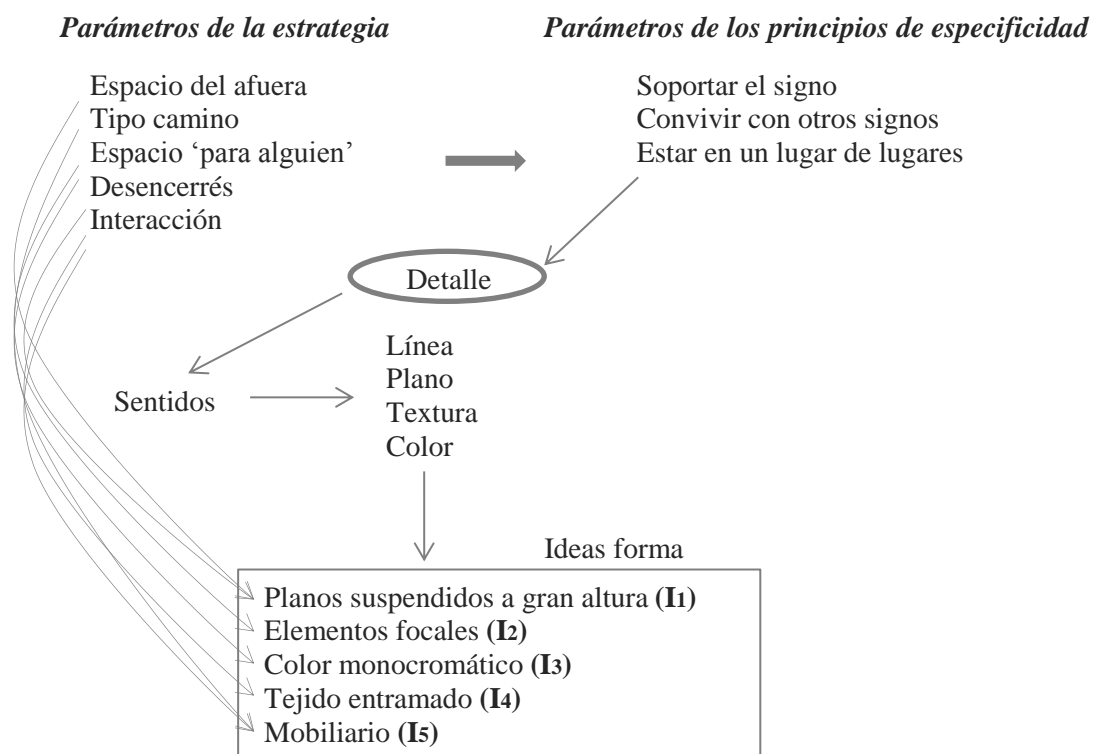 Parámetros de la estrategia
Espacio del afuera
Tipo camino
Espacio ‘para alguien’
Desencerrés
Interacción
Parámetros de los principios de especificidad
Soportar el signo
Convivir con otros signos
Estar en un lugar de lugares
Detalle
Sentidos
Línea
Plano
Textura
Color
Ideas forma
Planos suspendidos a gran altura (I1)
Elementos focales (I2)
Color monocromático (I3)
Tejido entramado (I4)
Mobiliario (I5)